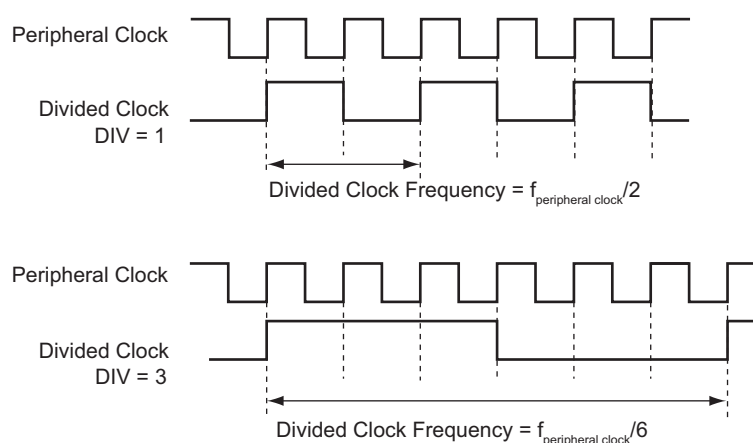 Peripheral Clock
Divided Clock
DIV = 1
Divided Clock Frequency = fperipheral clock/2
Peripheral Clock
Divided Clock
DIV = 3
Divided Clock Frequency = fperipheral clock/6